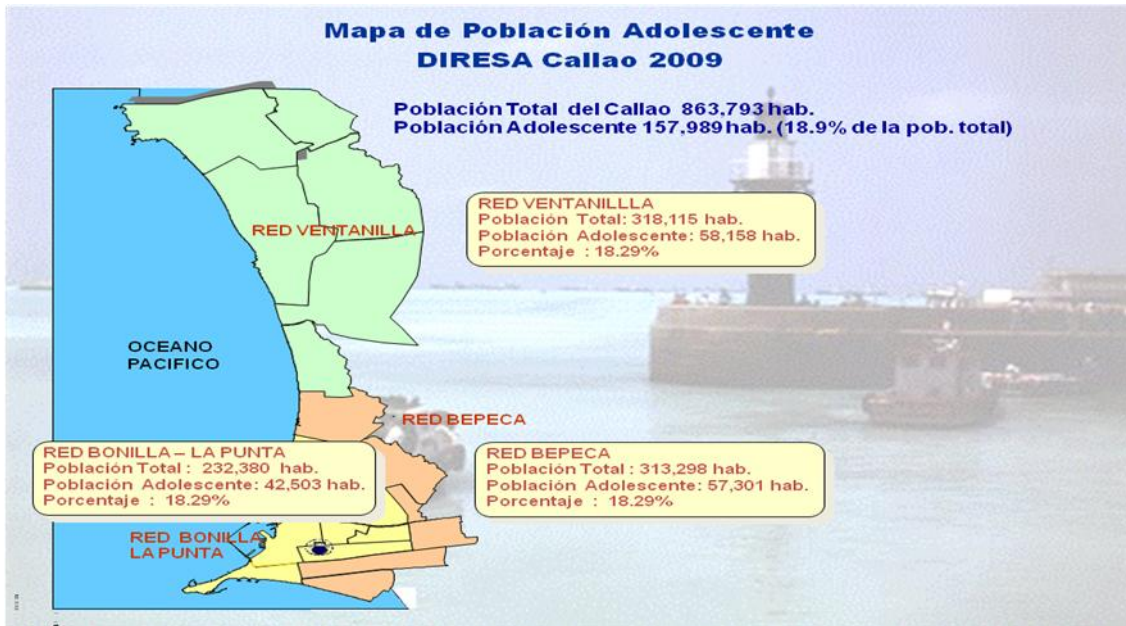 Mapa de Población Adolescente
DIRESA Callao 2009
Población Total del Callao 863,793 hab.
Población Adolescente 157,989 hab. (18.9% de la pob. total)
RED VENTANILLLA
Población Total: 318,115 hab.
Población Adolescente: 58,158 hab.
Porcentaje : 18.29%
RED VENTANILLA
OCEANO
PACIFICO
RED BEPECA
RED BONILLA – LA PUNTA
Población Total : 232,380 hab.
Población Adolescente: 42,503 hab.
Porcentaje : 18.29%
RED BEPECA
Población Total : 313,298 hab.
Población Adolescente: 57,301 hab.
Porcentaje : 18.29%
RED BONILLA
LA PUNTA